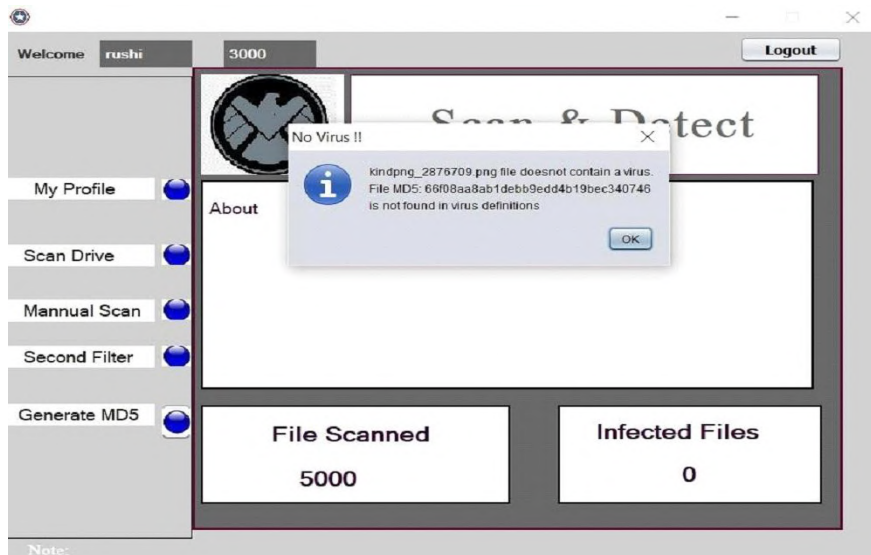 Welcome rushi 3000 Logout
Scan & Detect
No Virus !!
kindpng_2876709.png file doesnot contain a virus.
File MD5: 66f08aa8ab1debb9edd4b19bec340746
is not found in virus definitions
OK
My Profile
About
Scan Drive
Mannual Scan
Second Filter
Generate MD5
File Scanned
5000
Infected Files
0
Note: